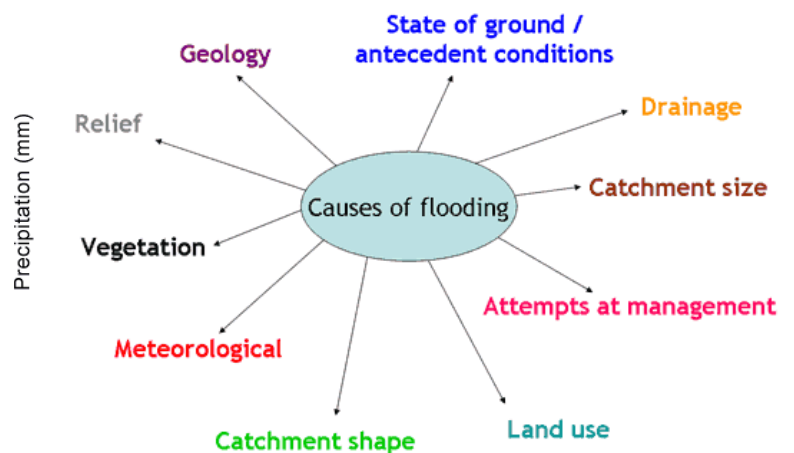 State of ground /
antecedent conditions
Geology
Drainage
Relief
Precipitation (mm)
Catchment size
Causes of flooding
Vegetation
Attempts at management
Meteorological
Land use
Catchment shape